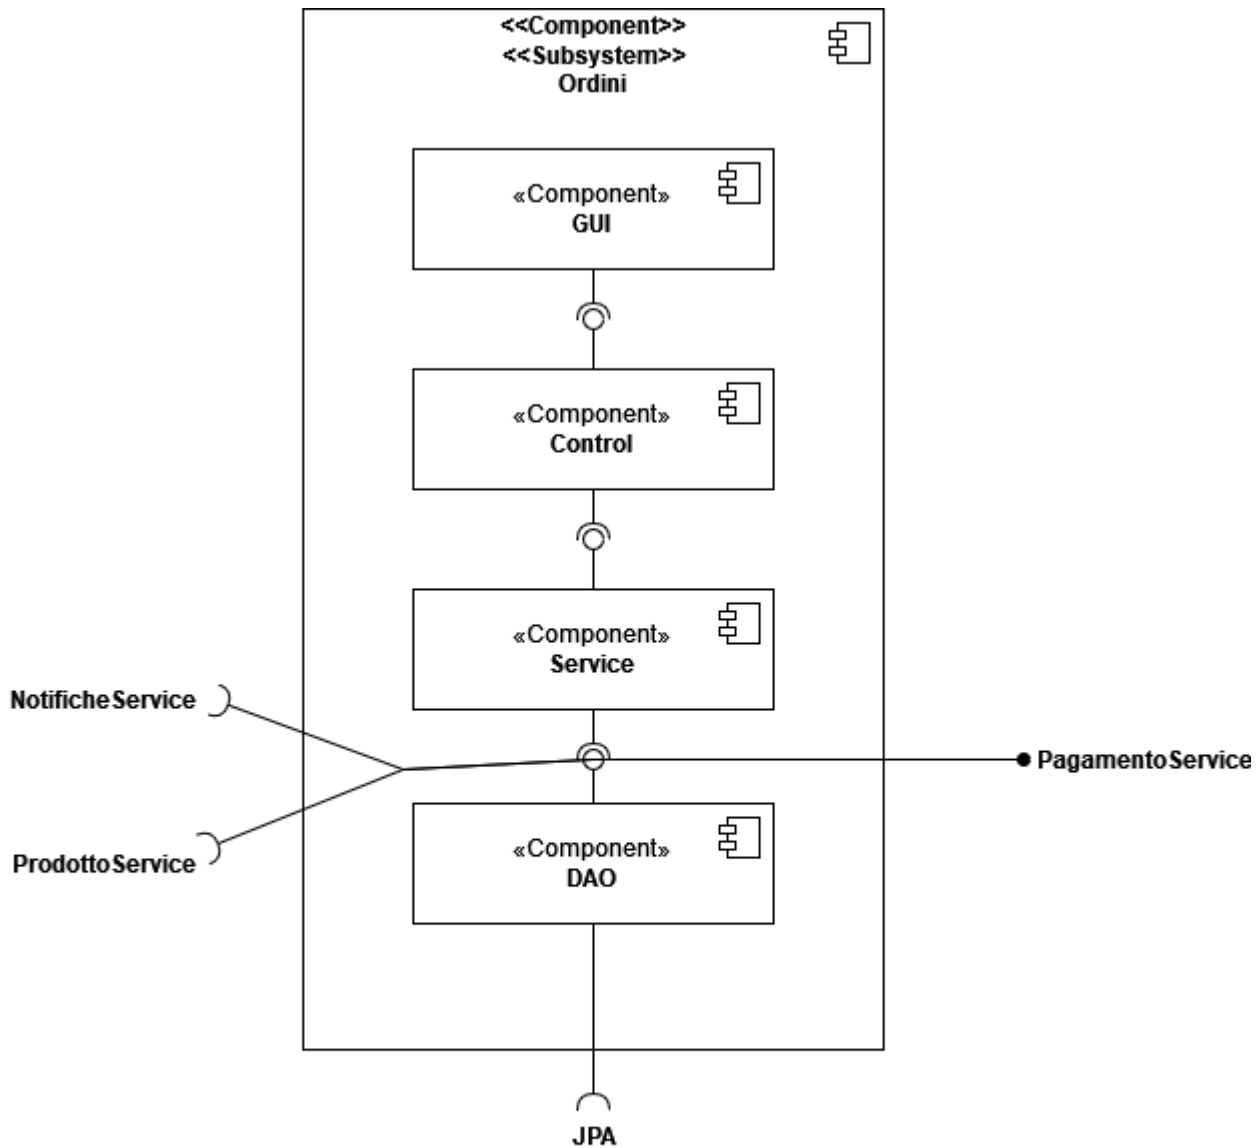 <<Component>>
<<Subsystem>>
Ordini
«Component»
GUI
«Component»
Control
«Component»
Service
NotificheService
PagamentoService
ProdottoService
«Component»
DAO
JPA